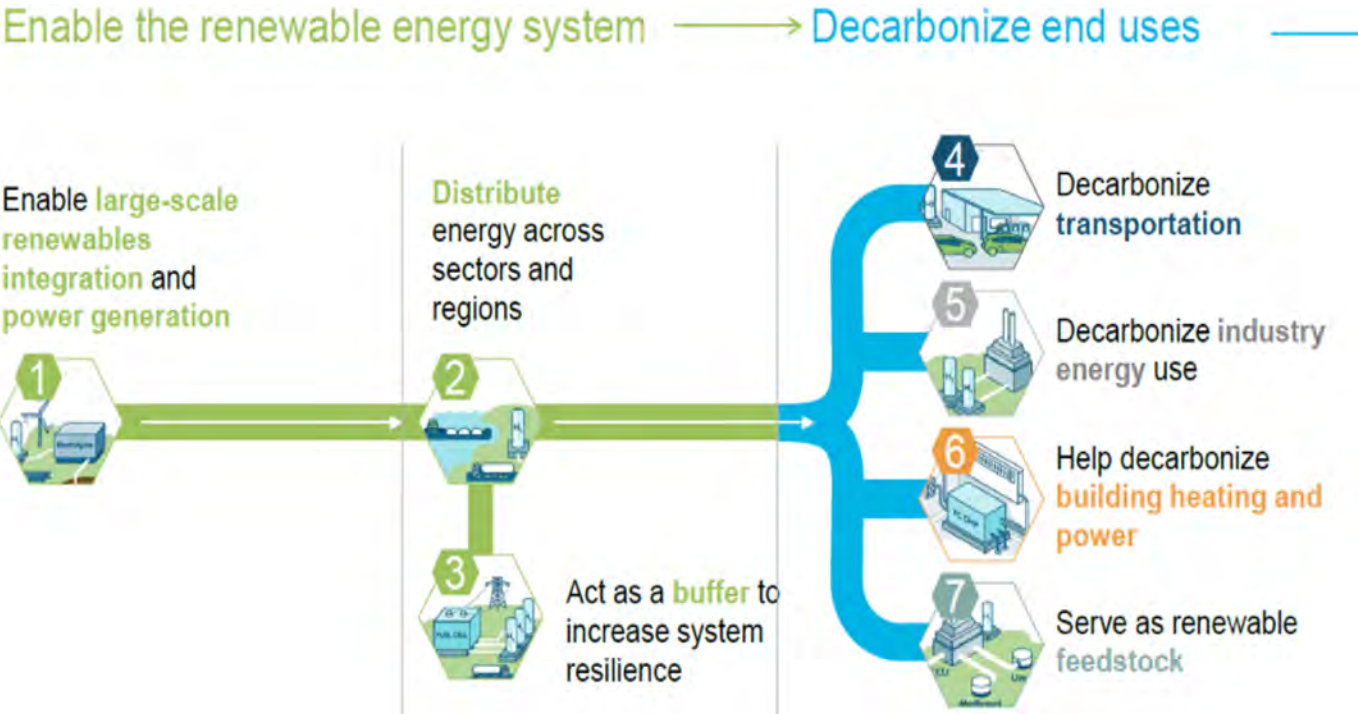 Enable the renewable energy system
Decarbonize end uses
Enable large-scale
renewables
integration and
power generation
1
Distribute
energy across
sectors and
regions
2
3
FUEL CELL
Act as a buffer to
increase system
resilience
4
Decarbonize
transportation
5
Decarbonize industry
energy use
6
Help decarbonize
building heating and
power
7
Serve as renewable
feedstock